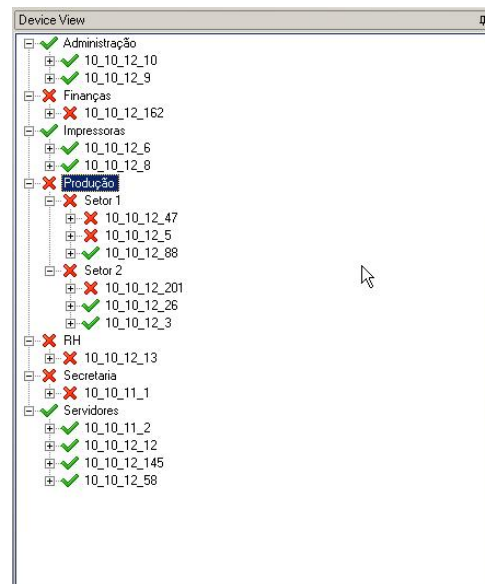 Device View
Administração
10_10_12_10
10_10_12_9
Finanças
10_10_12_162
Impressoras
10_10_12_6
10_10_12_8
Produção
Setor 1
10_10_12_47
10_10_12_5
10_10_12_88
Setor 2
10_10_12_201
10_10_12_26
10_10_12_3
RH
10_10_12_13
Secretaria
10_10_11_1
Servidores
10_10_11_2
10_10_12_12
10_10_12_145
10_10_12_58